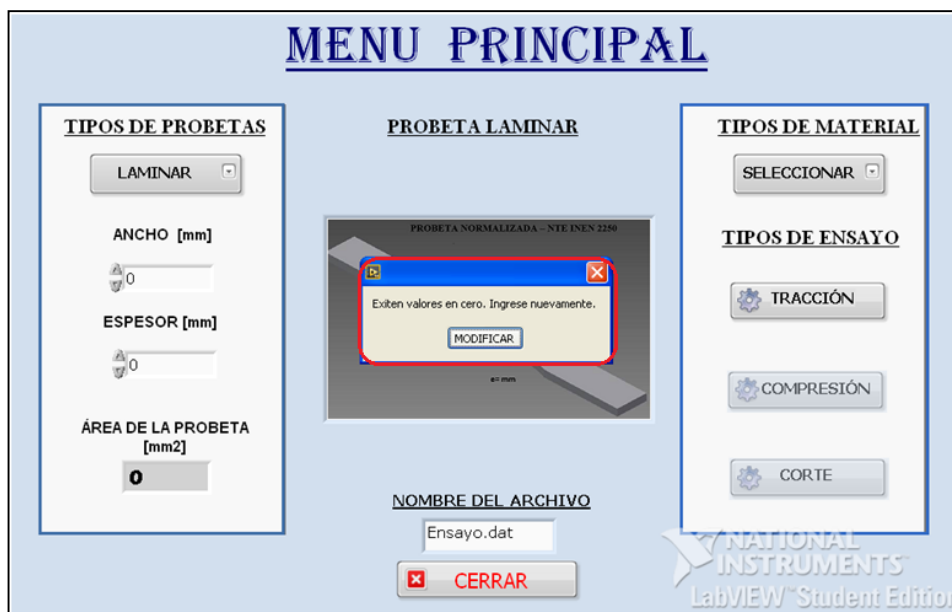 MENU PRINCIPAL
TIPOS DE PROBETAS
LAMINAR
ANCHO [mm]
0
ESPESOR [mm]
0
ÁREA DE LA PROBETA
[mm2]
0
PROBETA LAMINAR
PROBETA NORMALIZADA – NTE INEN 2250
Exiten valores en cero. Ingrese nuevamente.
MODIFICAR
e= mm
NOMBRE DEL ARCHIVO
Ensayo.dat
CERRAR
TIPOS DE MATERIAL
SELECCIONAR
TIPOS DE ENSAYO
TRACCIÓN
COMPRESIÓN
CORTE
NATIONAL
INSTRUMENTS™
LabVIEW™ Student Edition